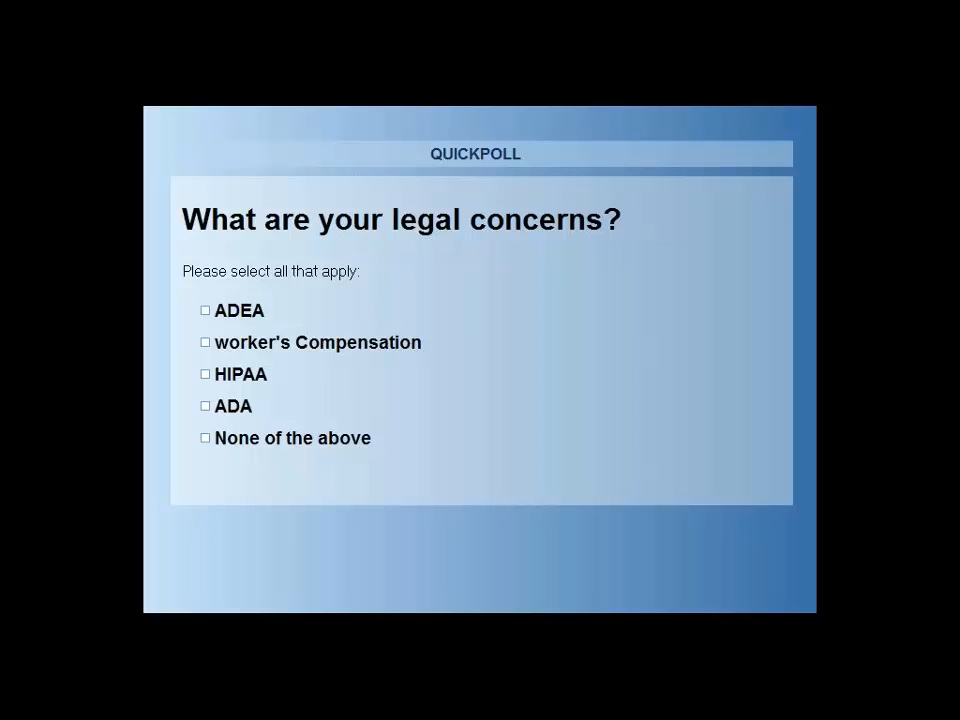 QUICKPOLL
What are your legal concerns?
Please select all that apply:
ADEA
worker's Compensation
HIPAA
ADA
None of the above